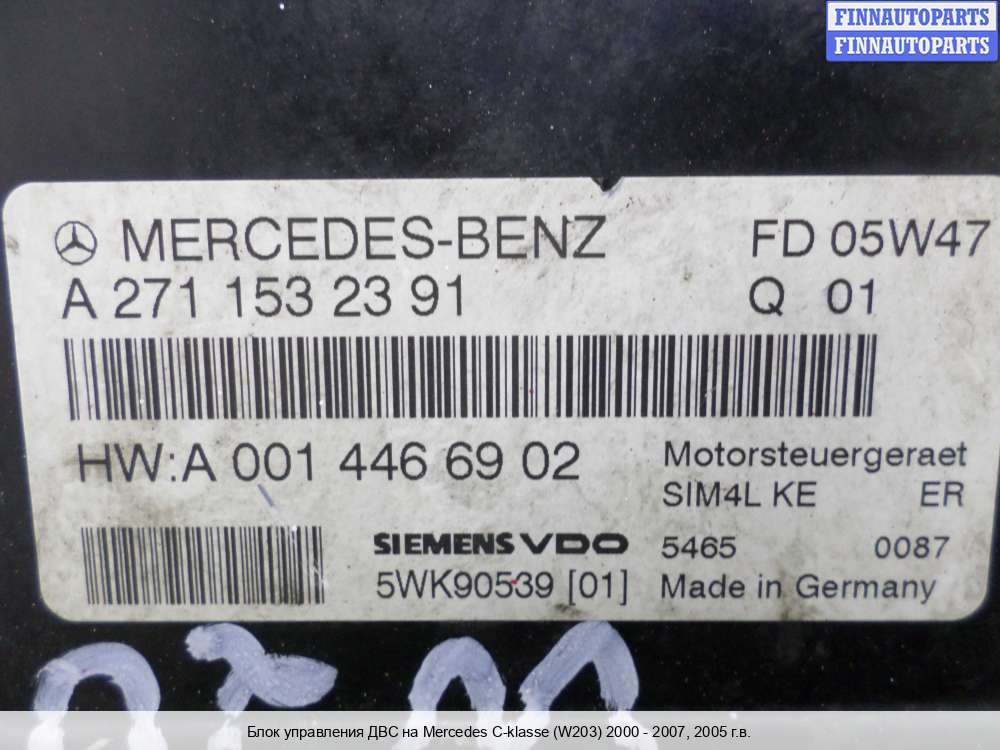 FINNAUTOPARTS
FINNAUTOPARTS
MERCEDES-BENZ FD 05W47
A 271 153 23 91 Q 01
HW:A 001 446 69 02 Motorsteuergeraet
SIM4L KE ER
SIEMENS VDO 5465 0087
5WK90539 [01] Made in Germany
Блок управления ДВС на Mercedes C-klasse (W203) 2000 - 2007, 2005 г.в.